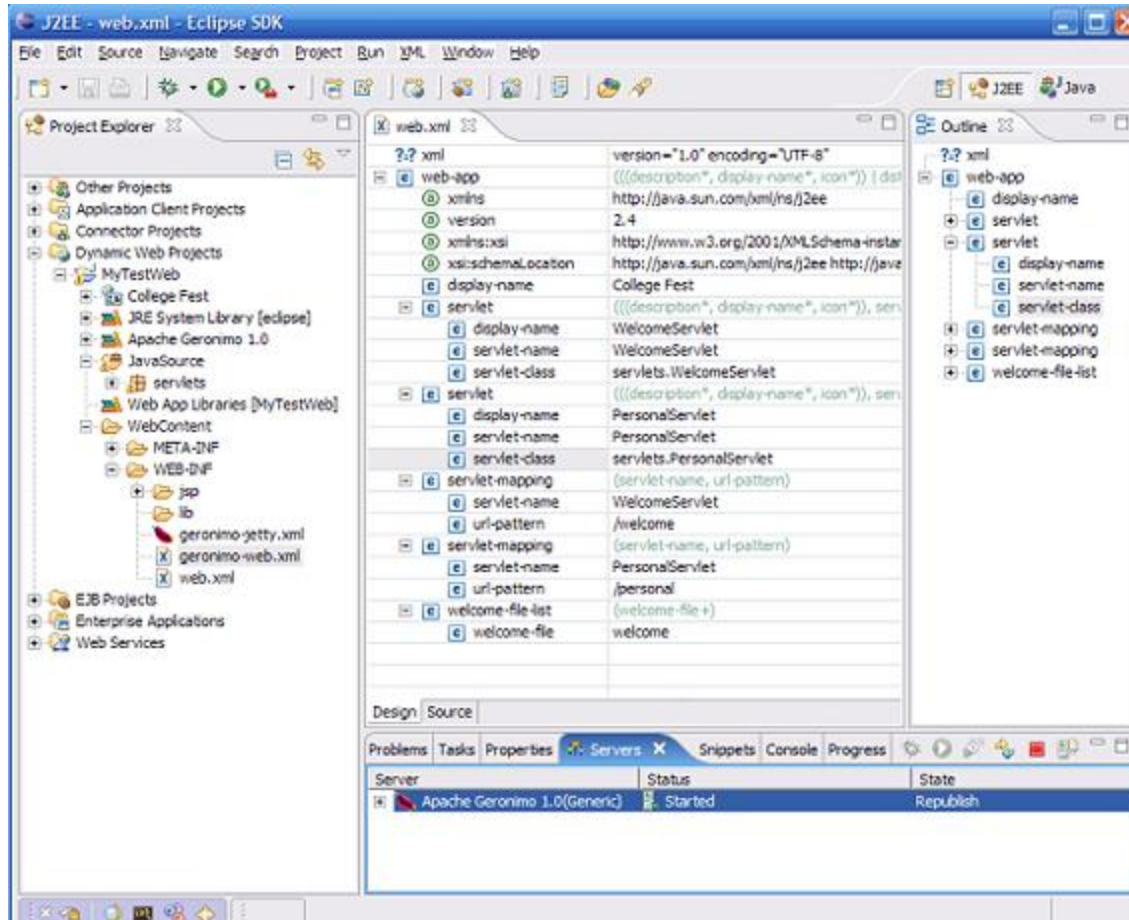 J2EE - web.xml - Eclipse SDK
File Edit Source Navigate Search Project Run XML Window Help
J2EE Java
Project Explorer
Other Projects
Application Client Projects
Connector Projects
Dynamic Web Projects
MyTestWeb
College Fest
JRE System Library [eclipse]
Apache Geronimo 1.0
JavaSource
servlets
Web App Libraries [MyTestWeb]
WebContent
META-INF
WEB-INF
jsp
lib
geronimo-jetty.xml
geronimo-web.xml
web.xml
EJB Projects
Enterprise Applications
Web Services
web.xml
?-? xml version="1.0" encoding="UTF-8"
web-app (((description*, display-name*, icon*)) | dist
xmlns http://java.sun.com/xml/ns/j2ee
version 2.4
xmlns:xsi http://www.w3.org/2001/XMLSchema-instan
xsi:schemaLocation http://java.sun.com/xml/ns/j2ee http://java
display-name College Fest
servlet (((description*, display-name*, icon*)), serv
display-name WelcomeServlet
servlet-name WelcomeServlet
servlet-class servlets.WelcomeServlet
servlet (((description*, display-name*, icon*)), serv
display-name PersonalServlet
servlet-name PersonalServlet
servlet-class servlets.PersonalServlet
servlet-mapping (servlet-name, url-pattern)
servlet-name WelcomeServlet
url-pattern /welcome
servlet-mapping (servlet-name, url-pattern)
servlet-name PersonalServlet
url-pattern /personal
welcome-file-list (welcome-file+)
welcome-file welcome
Design Source
Outline
?-? xml
web-app
display-name
servlet
servlet
display-name
servlet-name
servlet-class
servlet-mapping
servlet-mapping
welcome-file-list
Problems Tasks Properties Servers Snippets Console Progress
Server Status State
Apache Geronimo 1.0(Generic) Started Republish